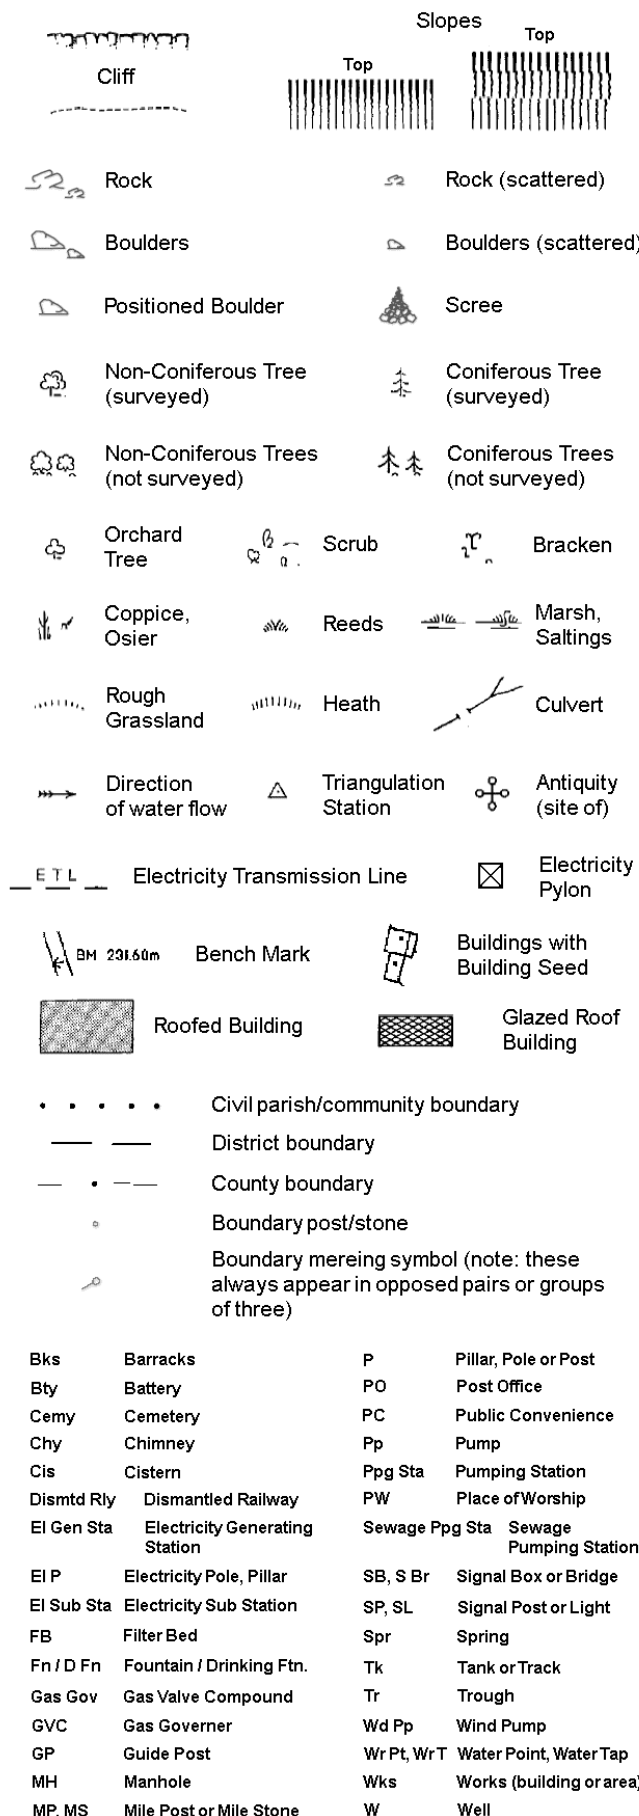 Slopes
Cliff
Top
Top
Rock
Rock (scattered)
Boulders
Boulders (scattered)
Positioned Boulder
Scree
Non-Coniferous Tree
(surveyed)
Coniferous Tree
(surveyed)
Non-Coniferous Trees
(not surveyed)
Coniferous Trees
(not surveyed)
Orchard
Tree
Scrub
Bracken
Coppice,
Osier
Reeds
Marsh,
Saltings
Rough
Grassland
Heath
Culvert
Direction
of water flow
Triangulation
Station
Antiquity
(site of)
E T L
Electricity Transmission Line
Electricity
Pylon
BM 231.60m
Bench Mark
Buildings with
Building Seed
Roofed Building
Glazed Roof
Building
Civil parish/community boundary
District boundary
County boundary
Boundary post/stone
Boundary mereing symbol (note: these
always appear in opposed pairs or groups
of three)
Bks Barracks P Pillar, Pole or Post
Bty Battery PO Post Office
Cemy Cemetery PC Public Convenience
Chy Chimney Pp Pump
Cis Cistern Ppg Sta Pumping Station
Dismtd Rly Dismantled Railway PW Place of Worship
El Gen Sta Electricity Generating
Station
Sewage Ppg Sta Sewage
Pumping Station
El P Electricity Pole, Pillar SB, S Br Signal Box or Bridge
El Sub Sta Electricity Sub Station SP, SL Signal Post or Light
FB Filter Bed Spr Spring
Fn / D Fn Fountain / Drinking Ftn. Tk Tank or Track
Gas Gov Gas Valve Compound Tr Trough
GVC Gas Governer Wd Pp Wind Pump
GP Guide Post Wr Pt, Wr T Water Point, Water Tap
MH Manhole Wks Works (building or area)
MP, MS Mile Post or Mile Stone W Well